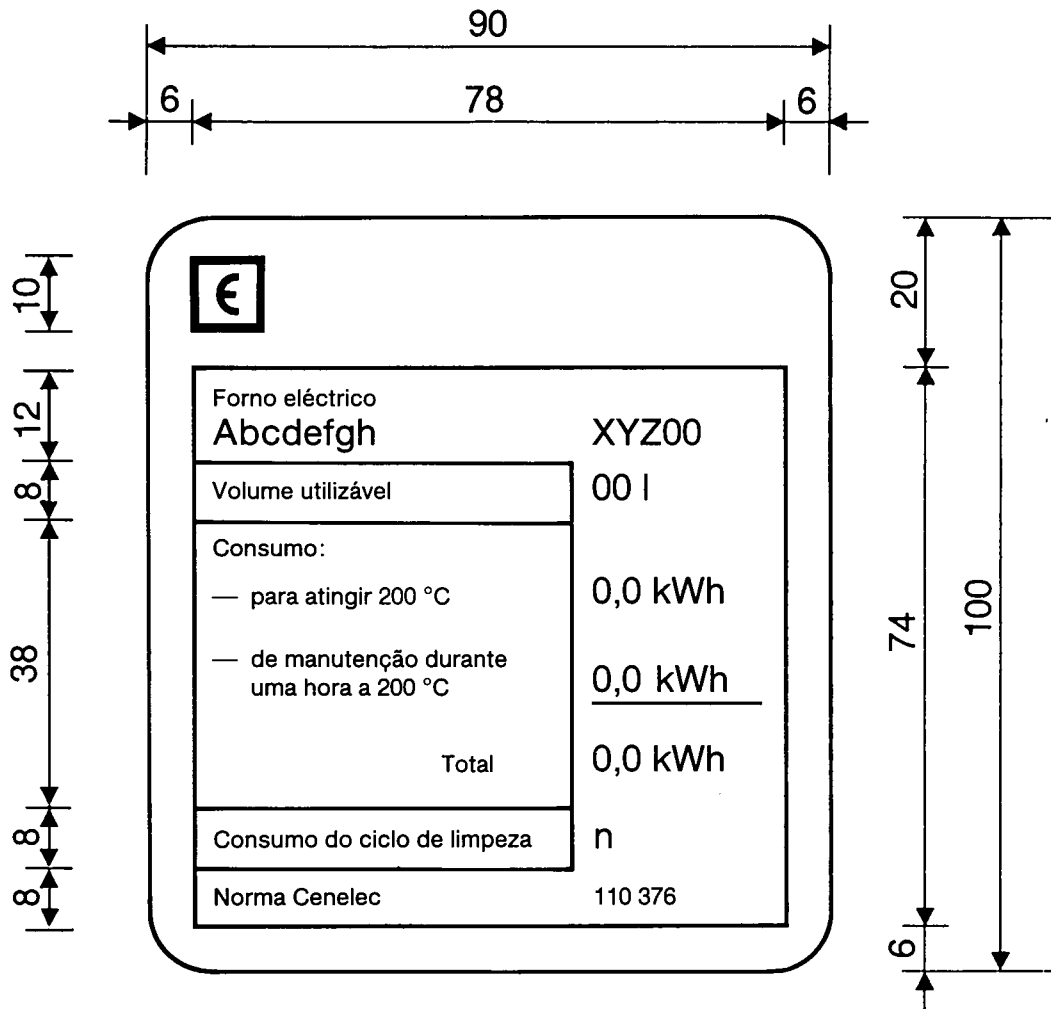 90
6 78 6
10
20
Є
12
Forno eléctrico
Abcdefgh XYZ00
8
Volume utilizável 00 l
38
Consumo:
— para atingir 200 °C 0,0 kWh
74
100
— de manutenção durante
uma hora a 200 °C 0,0 kWh
Total 0,0 kWh
8
Consumo do ciclo de limpeza n
8
Norma Cenelec 110 376
6